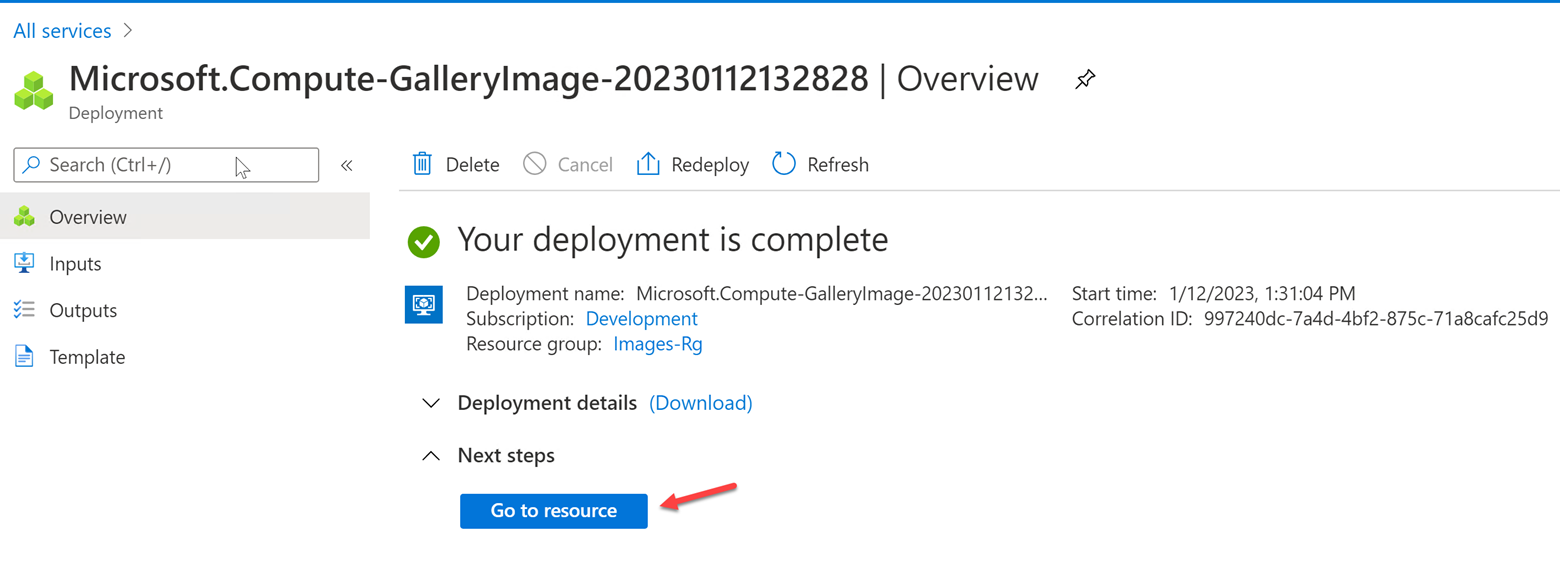 All services >
Microsoft.Compute-GalleryImage-20230112132828 | Overview
Deployment
Search (Ctrl+/) «
Delete Cancel Redeploy Refresh
Overview
Inputs
Outputs
Template
Your deployment is complete
Deployment name: Microsoft.Compute-GalleryImage-20230112132... Start time: 1/12/2023, 1:31:04 PM
Subscription: Development Correlation ID: 997240dc-7a4d-4bf2-875c-71a8cafc25d9
Resource group: Images-Rg
Deployment details (Download)
Next steps
Go to resource